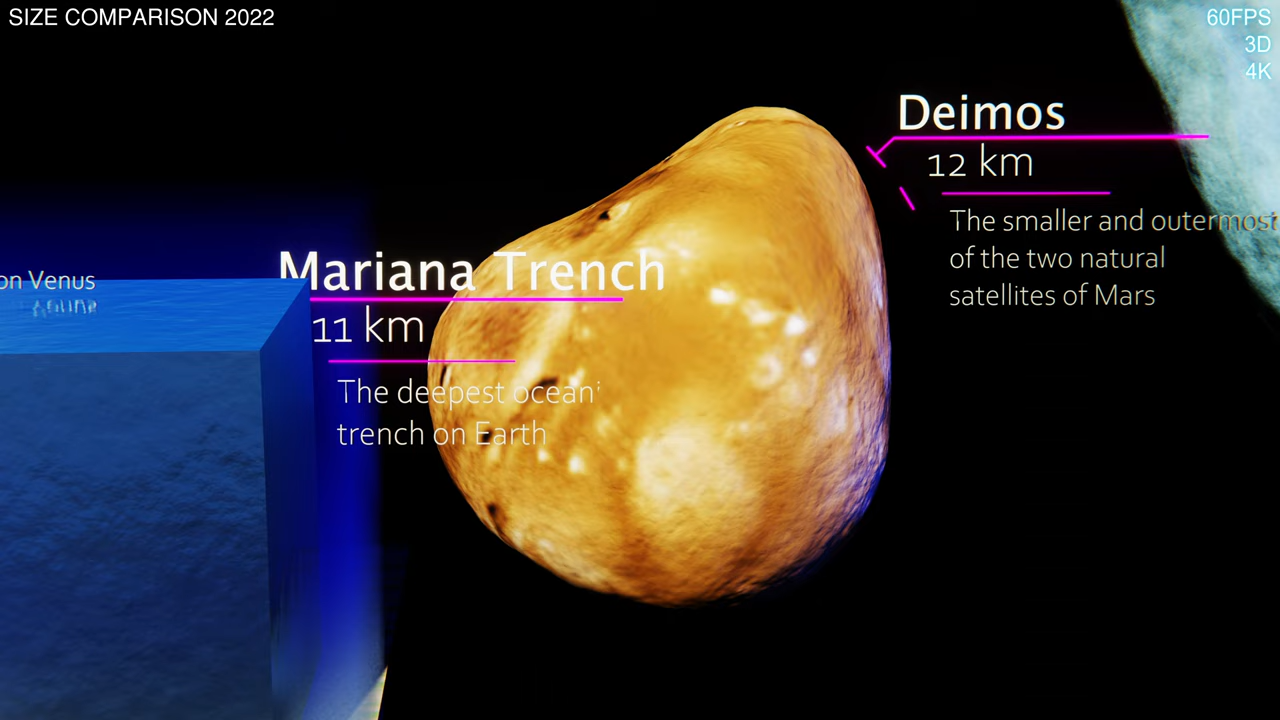 SIZE COMPARISON 2022
60FPS
3D
4K
Deimos
12 km
The smaller and outermost
of the two natural
satellites of Mars
on Venus
Mariana Trench
11 km
The deepest ocean
trench on Earth